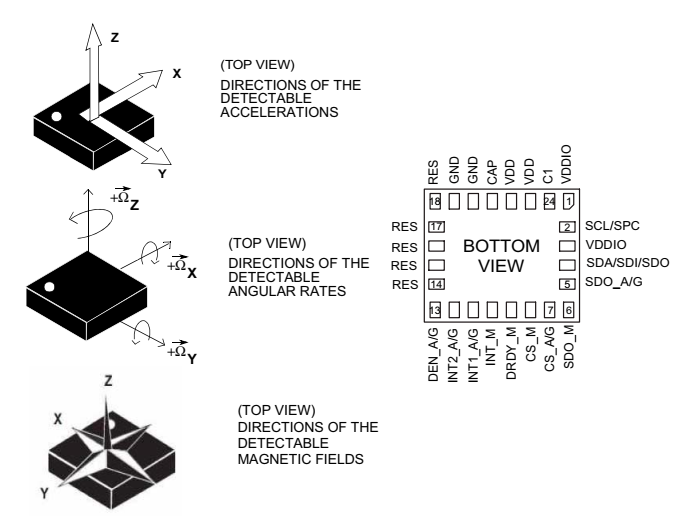 Z
X
Y
(TOP VIEW)
DIRECTIONS OF THE
DETECTABLE
ACCELERATIONS
+Ω Z
+Ω X
+Ω Y
(TOP VIEW)
DIRECTIONS OF THE
DETECTABLE
ANGULAR RATES
Z
X
Y
(TOP VIEW)
DIRECTIONS OF THE
DETECTABLE
MAGNETIC FIELDS
RES
GND
GND
CAP
VDD
VDD
C1
VDDIO
18
24
1
RES
17
2
SCL/SPC
RES
VDDIO
BOTTOM
VIEW
RES
SDA/SDI/SDO
RES
14
5
SDO_A/G
13
7
6
DEN_A/G
INT2_A/G
INT1_A/G
INT_M
DRDY_M
CS_M
CS_A/G
SDO_M